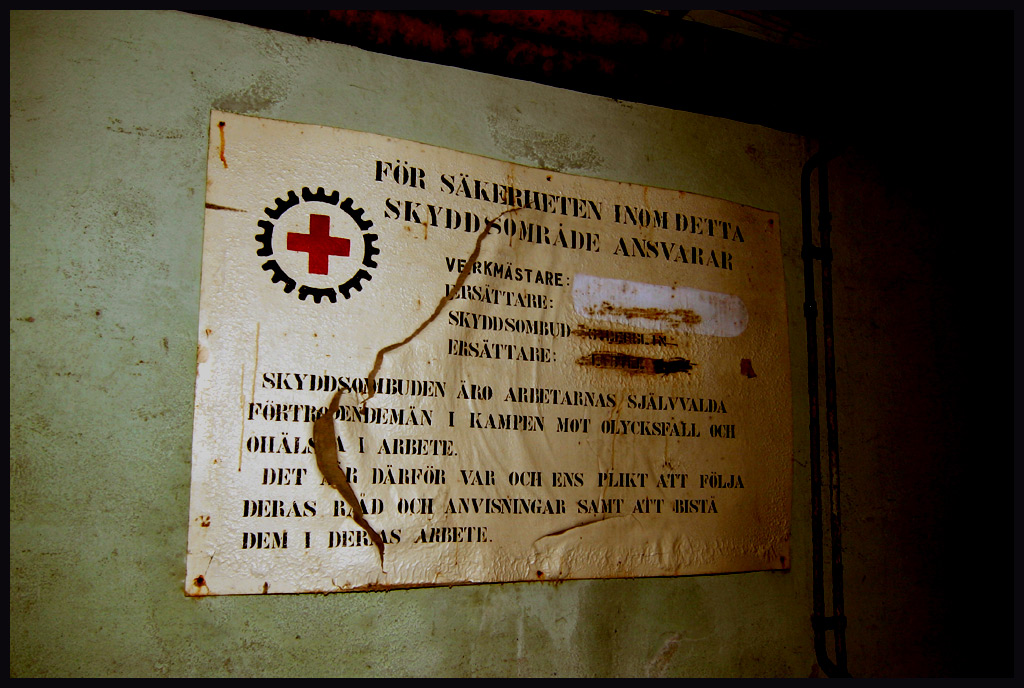 FÖR SÄKERHETEN INOM DETTA
SKYDDSOMRÅDE ANSVARAR
VERKMÄSTARE:
ERSÄTTARE:
SKYDDSOMBUD
ERSÄTTARE:
SKYDDSOMBUDEN ÄRO ARBETARNAS SJÄLVVALDA
FÖRTROENDEMÄN I KAMPEN MOT OLYCKSFALL OCH
OHÄLSA I ARBETE.
DET ÄR DÄRFÖR VAR OCH ENS PLIKT ATT FÖLJA
DERAS RÅD OCH ANVISNINGAR SAMT ATT BISTÅ
DEM I DERAS ARBETE.